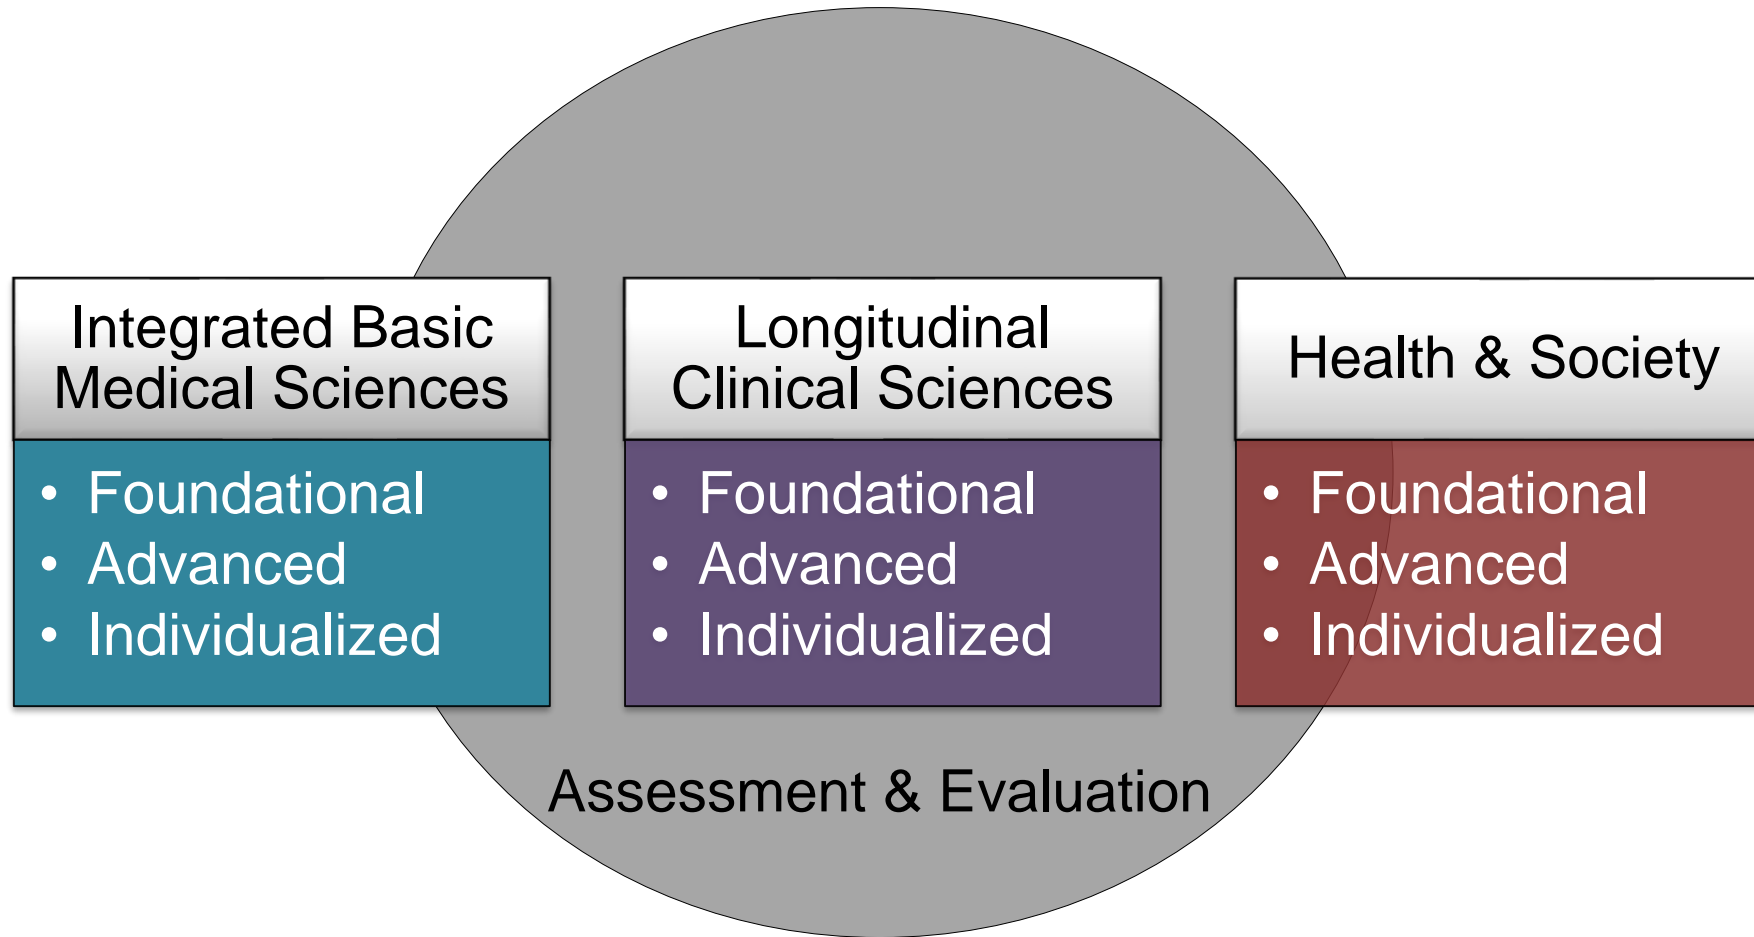 Integrated Basic
Medical Sciences
• Foundational
• Advanced
• Individualized
Longitudinal
Clinical Sciences
• Foundational
• Advanced
• Individualized
Health & Society
• Foundational
• Advanced
• Individualized
Assessment & Evaluation